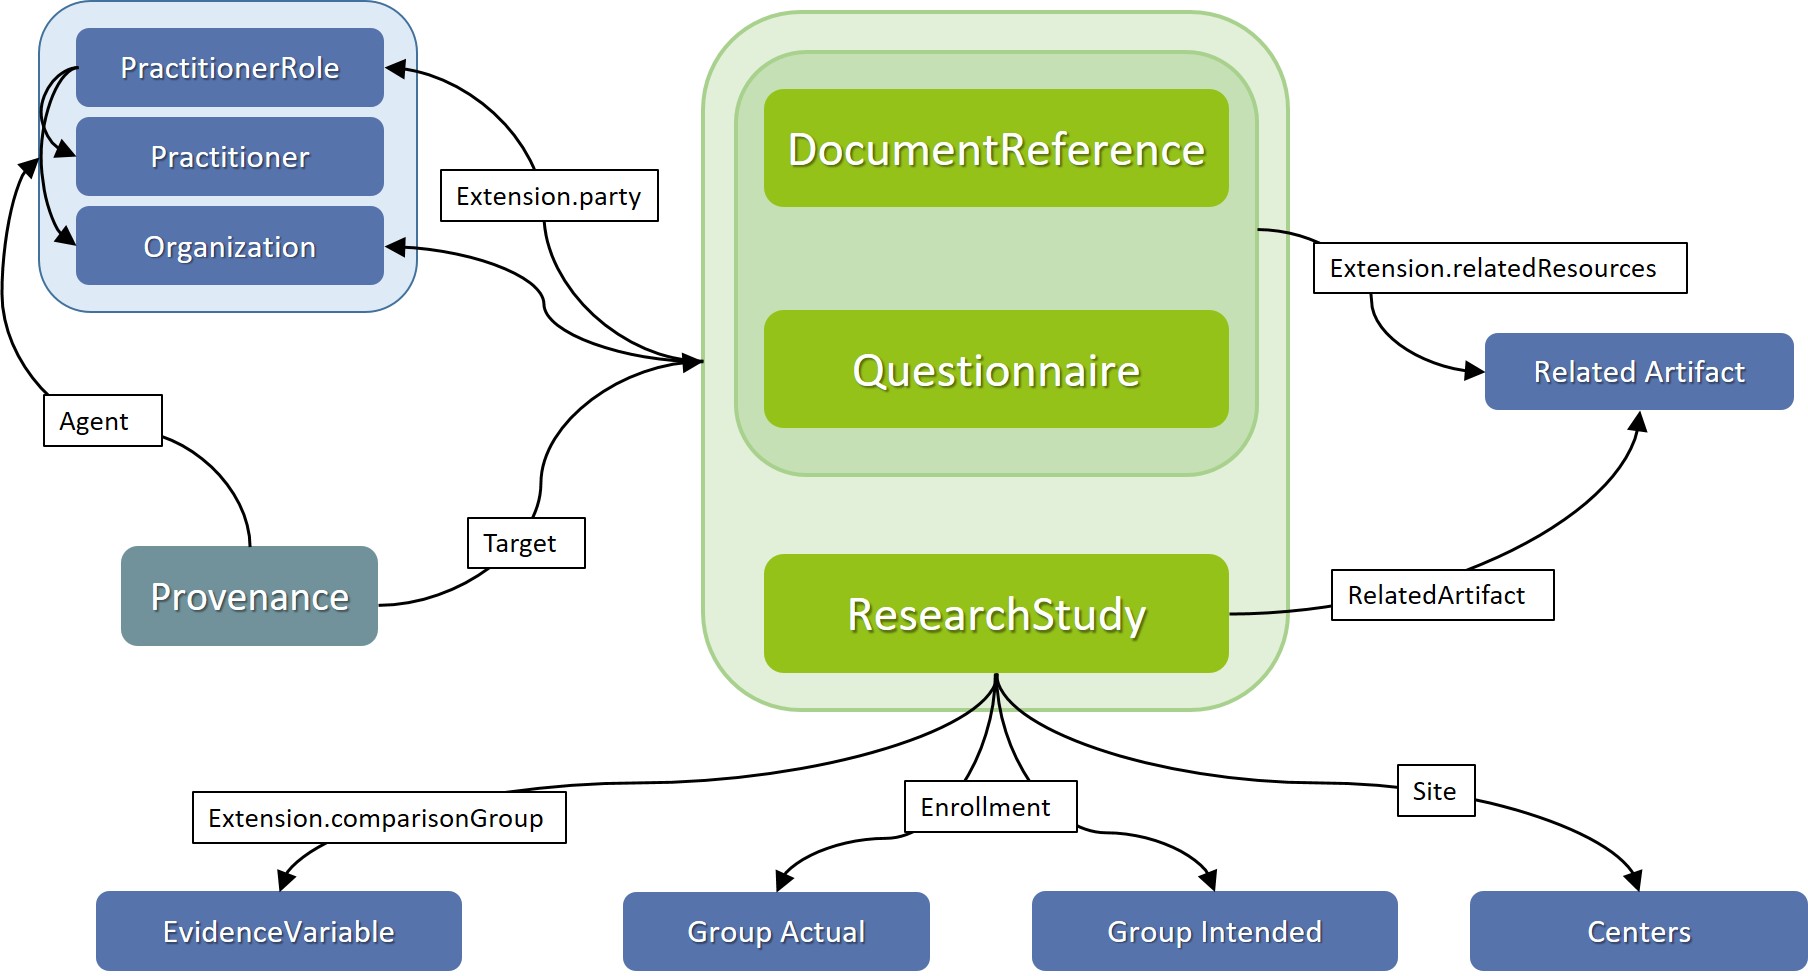 PractitionerRole
Practitioner
Organization
Extension.party
DocumentReference
Questionnaire
ResearchStudy
Extension.relatedResources
Related Artifact
Agent
Target
Provenance
RelatedArtifact
Extension.comparisonGroup
Enrollment
Site
EvidenceVariable
Group Actual
Group Intended
Centers